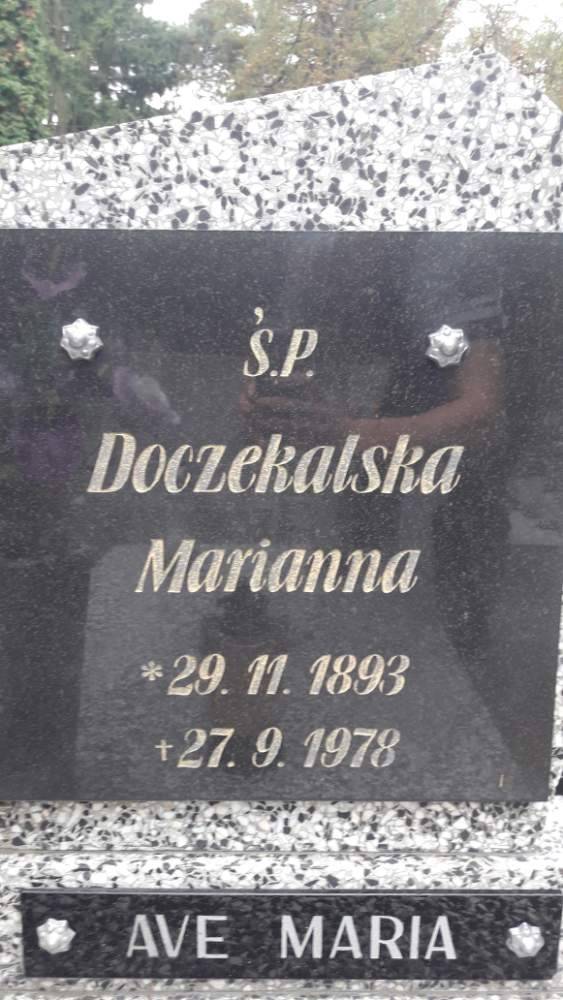 Ś.P.
Doczekalska
Marianna
*29. 11. 1893
+27. 9. 1978
AVE MARIA